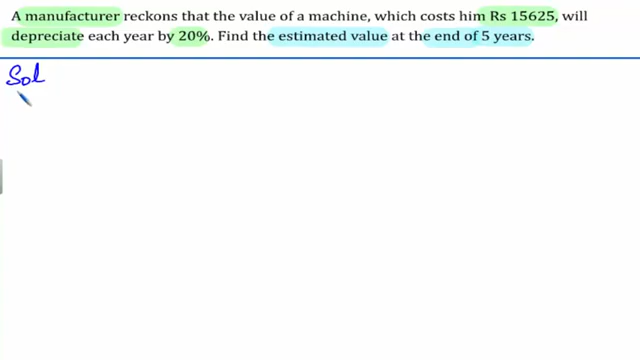 A manufacturer reckons that the value of a machine, which costs him Rs 15625, will
depreciate each year by 20%. Find the estimated value at the end of 5 years.
Sol